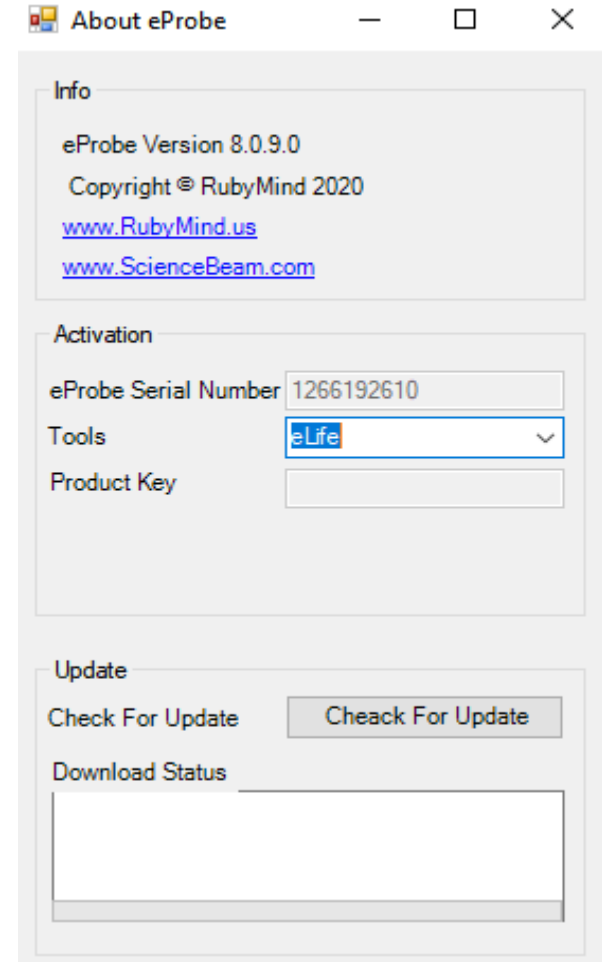 About eProbe
Info
eProbe Version 8.0.9.0
Copyright © RubyMind 2020
www.RubyMind.us
www.ScienceBeam.com
Activation
eProbe Serial Number 1266192610
Tools eLife
Product Key
Update
Check For Update Cheack For Update
Download Status